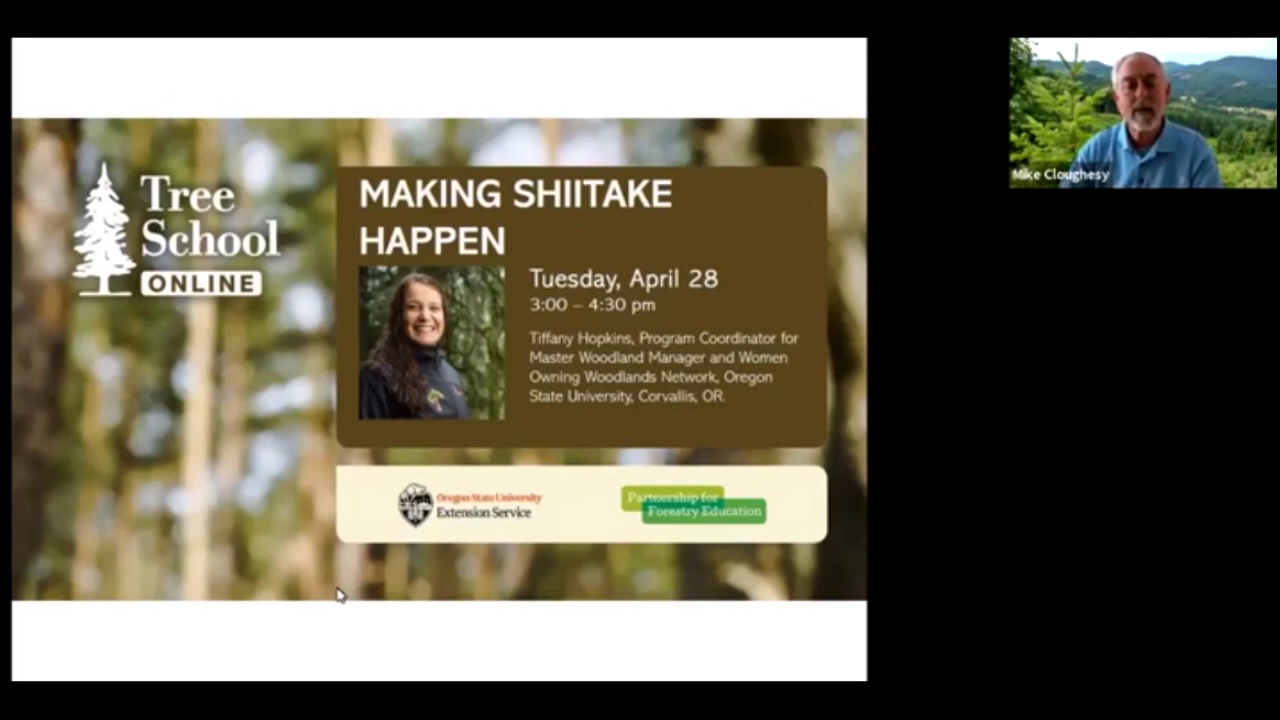 Tree
School
ONLINE
MAKING SHIITAKE
HAPPEN
Tuesday, April 28
3:00 – 4:30 pm
Tiffany Hopkins, Program Coordinator for
Master Woodland Manager and Women
Owning Woodlands Network, Oregon
State University, Corvallis, OR.
Oregon State University
Extension Service
Partnership for
Forestry Education
Mike Cloughesy